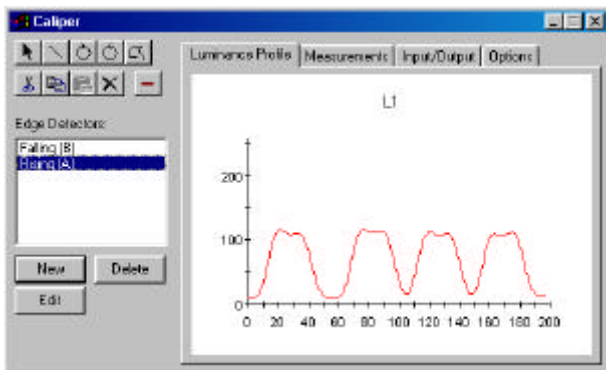 Caliper
Luminance Profile Measurements Input/Output Options
L1
Edge Detectors:
Falling (B)
Rising (A)
New Delete
Edit
200
100
0
0 20 40 60 80 100 120 140 160 180 200